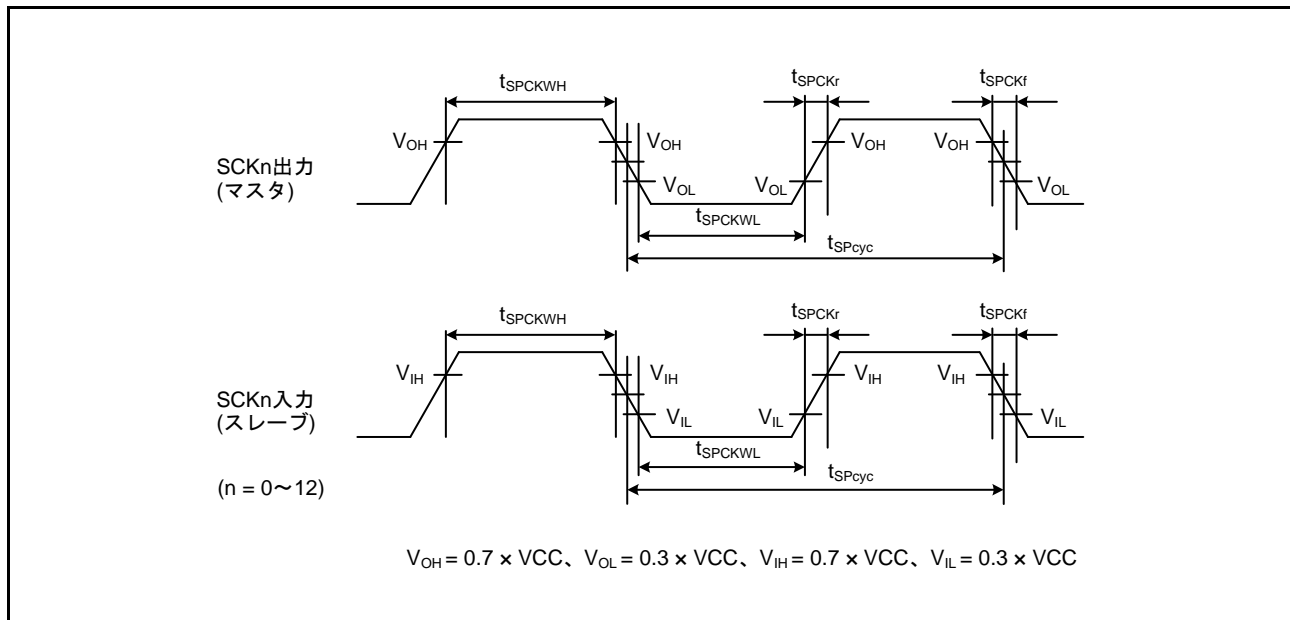 tSPCKWH
tSPCKr
tSPCKf
VOH
VOH
VOH
VOH
SCKn出力
(マスタ)
VOL
VOL
VOL
tSPCKWL
tSPcyc
tSPCKWH
tSPCKr
tSPCKf
VIH
VIH
VIH
VIH
SCKn入力
(スレーブ)
VIL
VIL
VIL
tSPCKWL
tSPcyc
(n = 0～12)
VOH = 0.7 × VCC、VOL = 0.3 × VCC、VIH = 0.7 × VCC、VIL = 0.3 × VCC